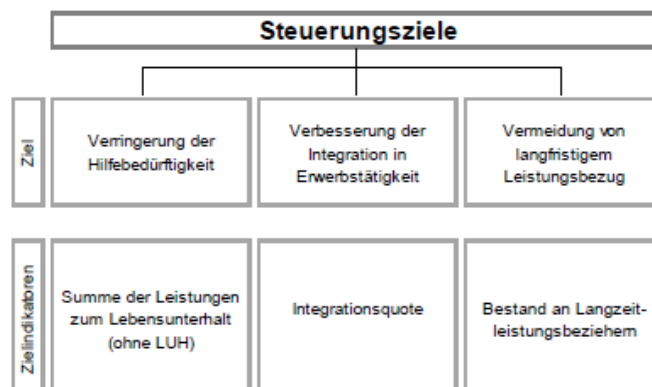 Steuerungsziele
Ziel
Verringerung der
Hilfebedürftigkeit
Verbesserung der
Integration in
Erwerbstätigkeit
Vermeidung von
langfristigem
Leistungsbezug
Zielindikatoren
Summe der Leistungen
zum Lebensunterhalt
(ohne LUH)
Integrationsquote
Bestand an Langzeit-
leistungsbeziehern